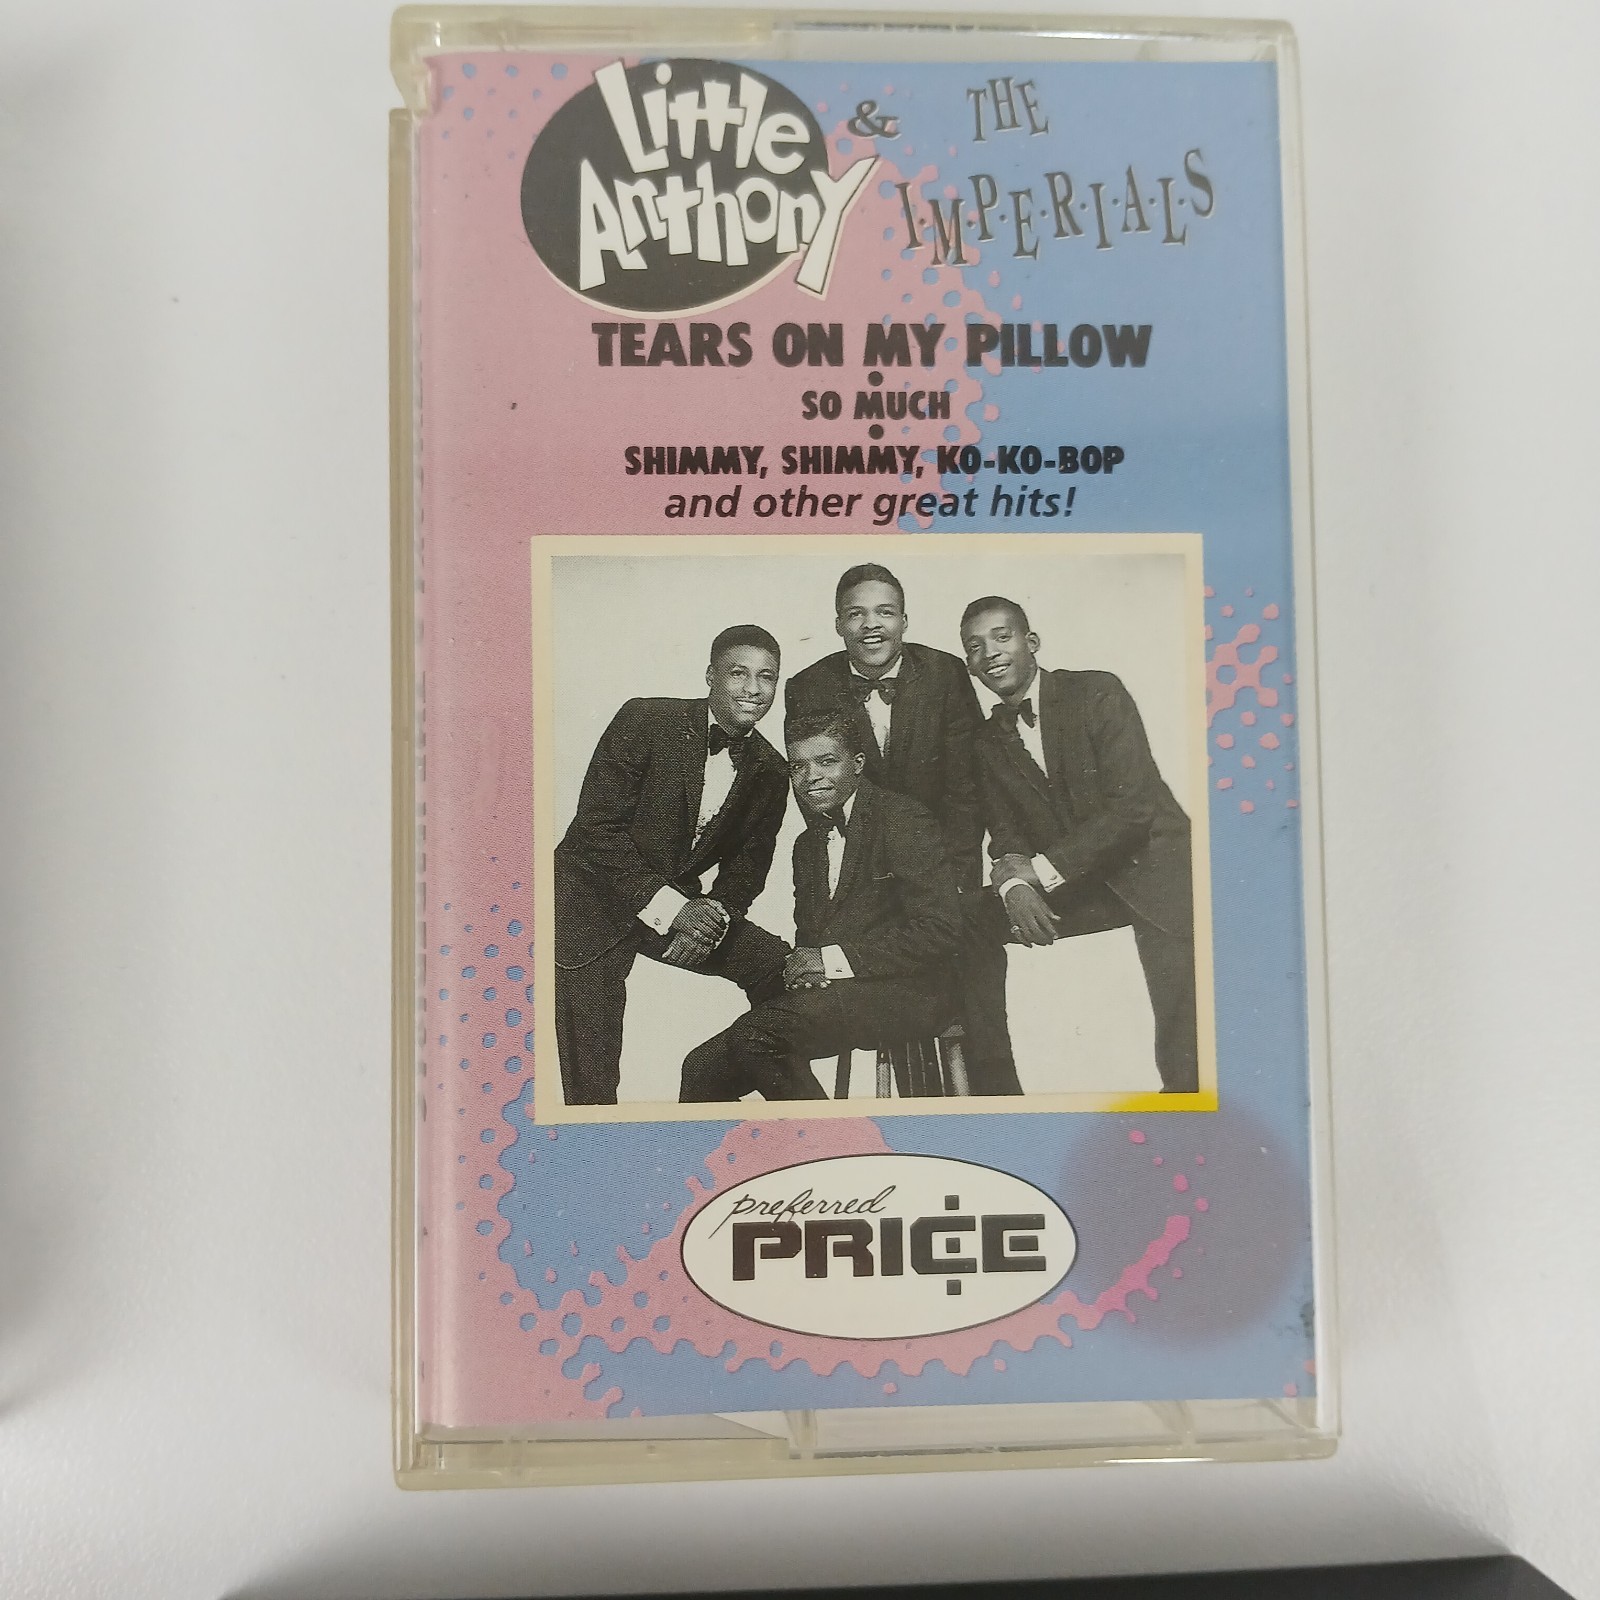 Little Anthony & THE I·M·P·E·R·I·A·L·S
TEARS ON MY PILLOW
•
SO MUCH
•
SHIMMY, SHIMMY, KO-KO-BOP
and other great hits!
preferred
PRICE